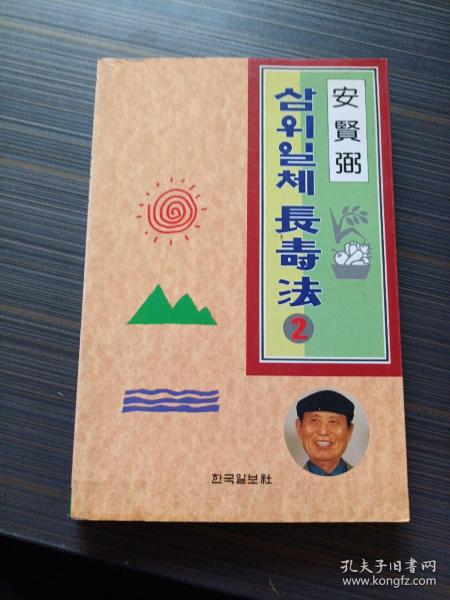 安賢弼
삼위일체 長壽法
2
한국일보社
孔夫子旧书网
www.kongfz.com